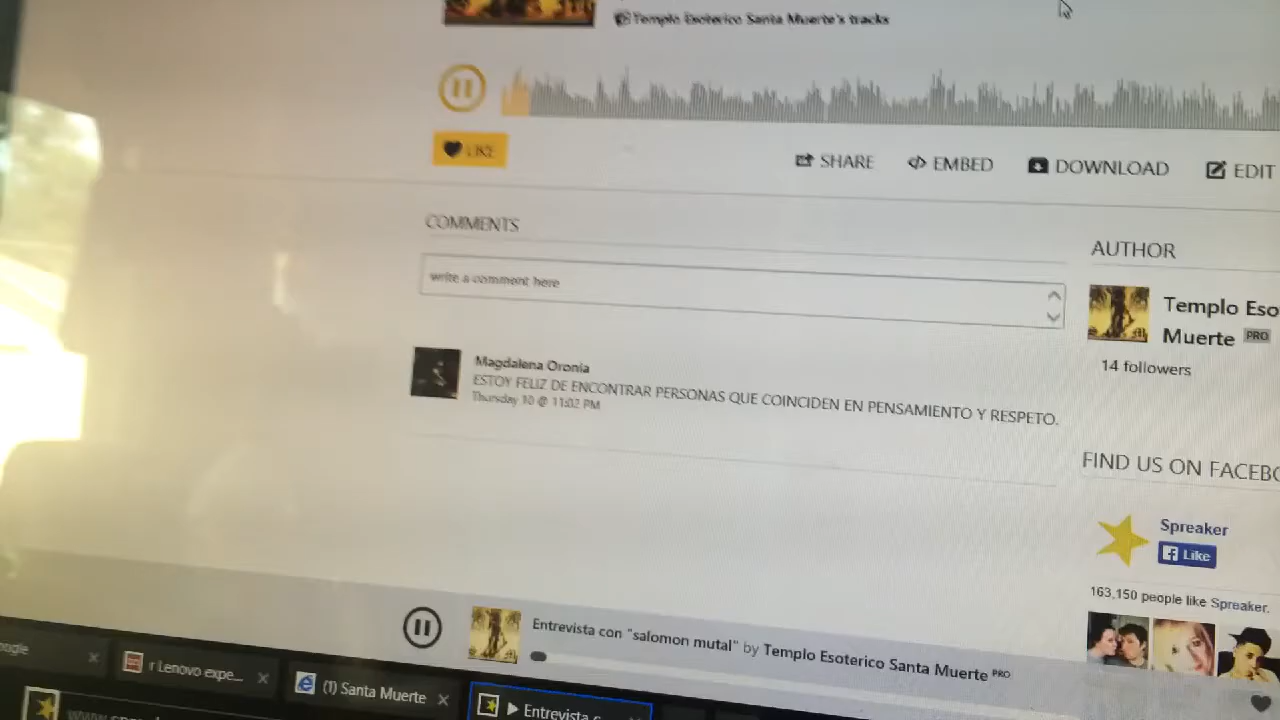 Templo Esoterico Santa Muerte's tracks
LIKE
SHARE
EMBED
DOWNLOAD
EDIT
COMMENTS
write a comment here
Magdalena Oronia
ESTOY FELIZ DE ENCONTRAR PERSONAS QUE COINCIDEN EN PENSAMIENTO Y RESPETO.
Thursday 10 @ 11:02 PM
AUTHOR
Templo Eso
Muerte PRO
14 followers
FIND US ON FACEBO
Spreaker
Like
163,150 people like Spreaker.
Entrevista con "salomon mutal" by Templo Esoterico Santa Muerte PRO
oogle
r Lenovo expe...
(1) Santa Muerte
Entrevista c